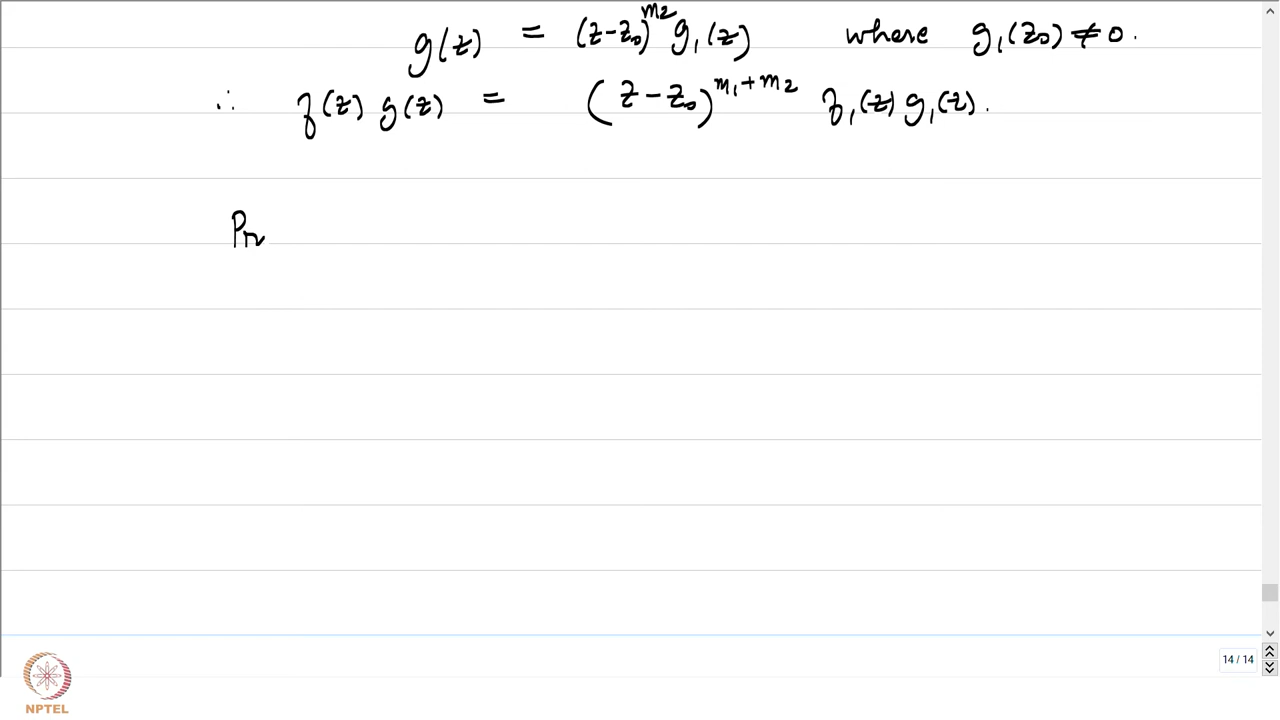 g(z) = (z-z₀)^{m₂} g₁(z) where g₁(z₀) ≠ 0.
∴ f(z) g(z) = (z-z₀)^{m₁+m₂} f₁(z) g₁(z).
Pr
14 / 14
NPTEL